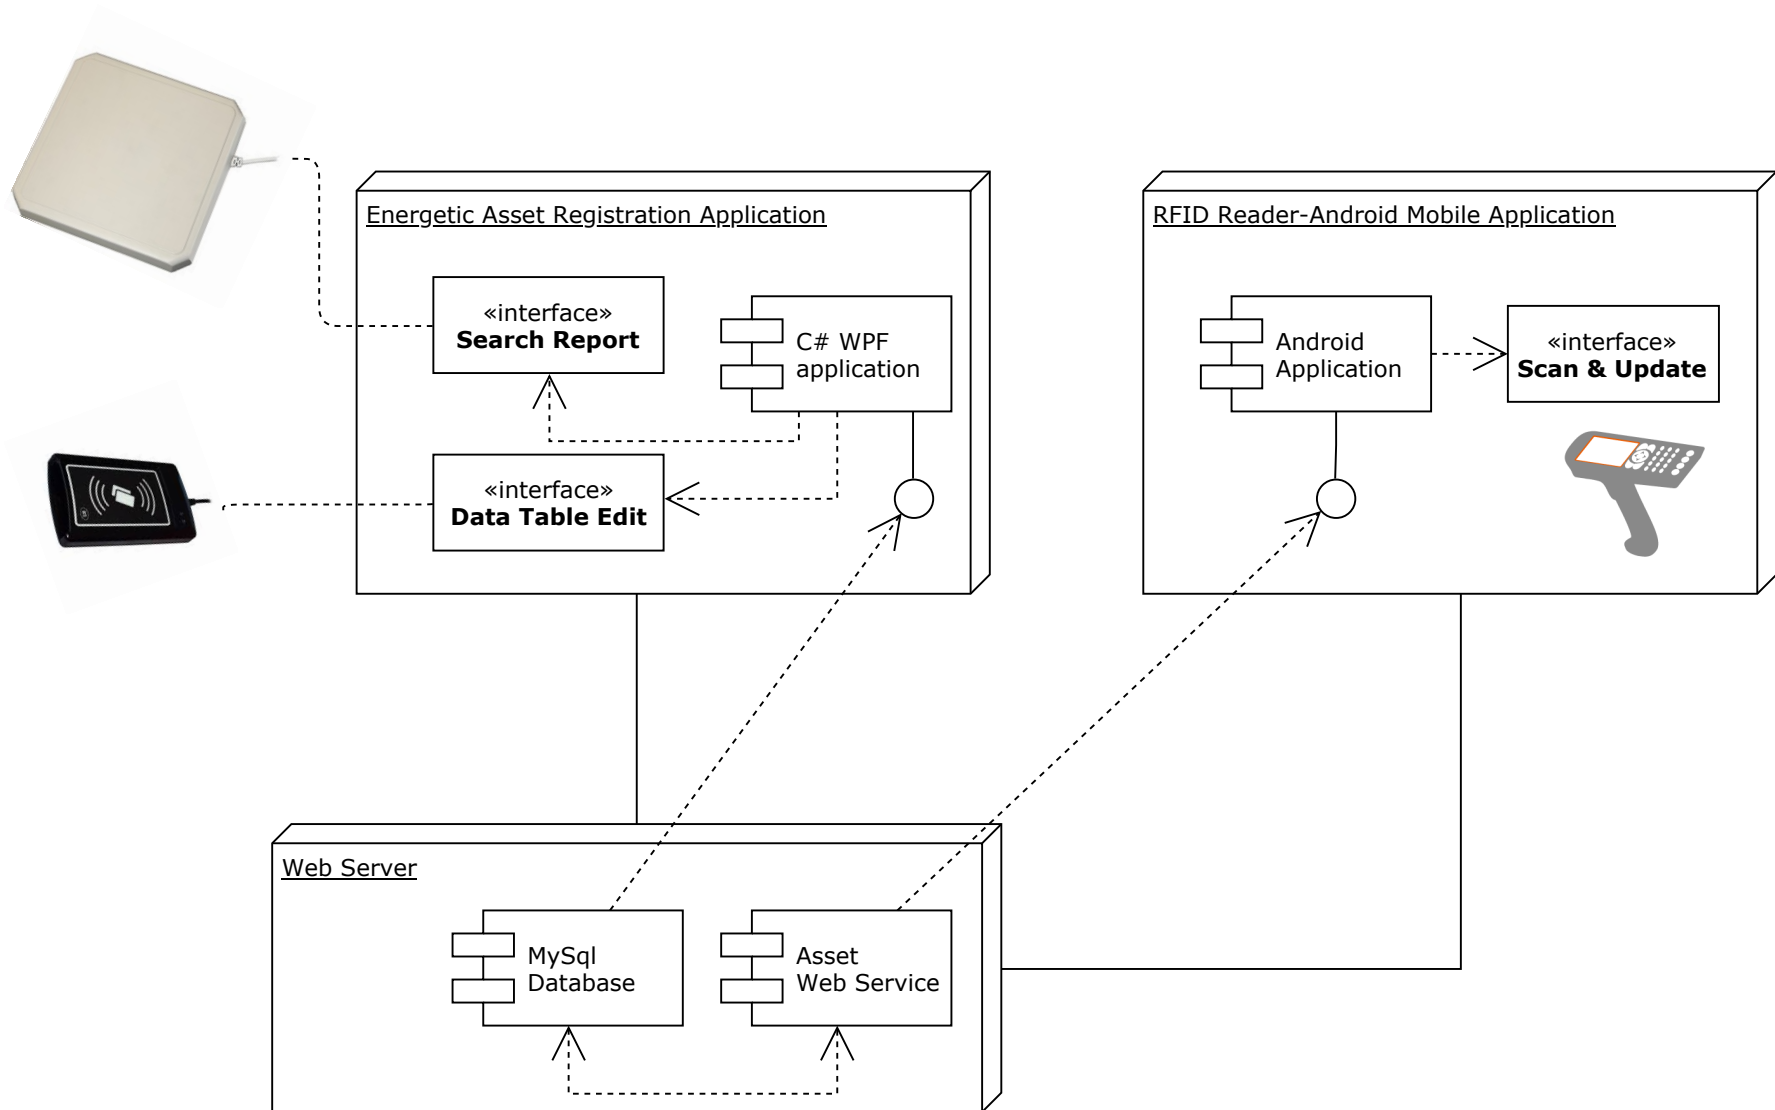 Energetic Asset Registration Application
«interface»
Search Report
C# WPF
application
«interface»
Data Table Edit
RFID Reader-Android Mobile Application
Android
Application
«interface»
Scan & Update
Web Server
MySql
Database
Asset
Web Service